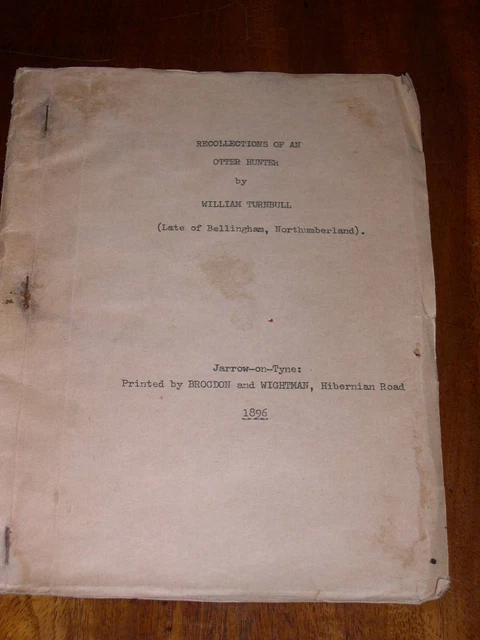 RECOLLECTIONS OF AN
OTTER HUNTER
by
WILLIAM TURNBULL
(Late of Bellingham, Northumberland).
Jarrow-on-Tyne:
Printed by BROGDON and WIGHTMAN, Hibernian Road
1896